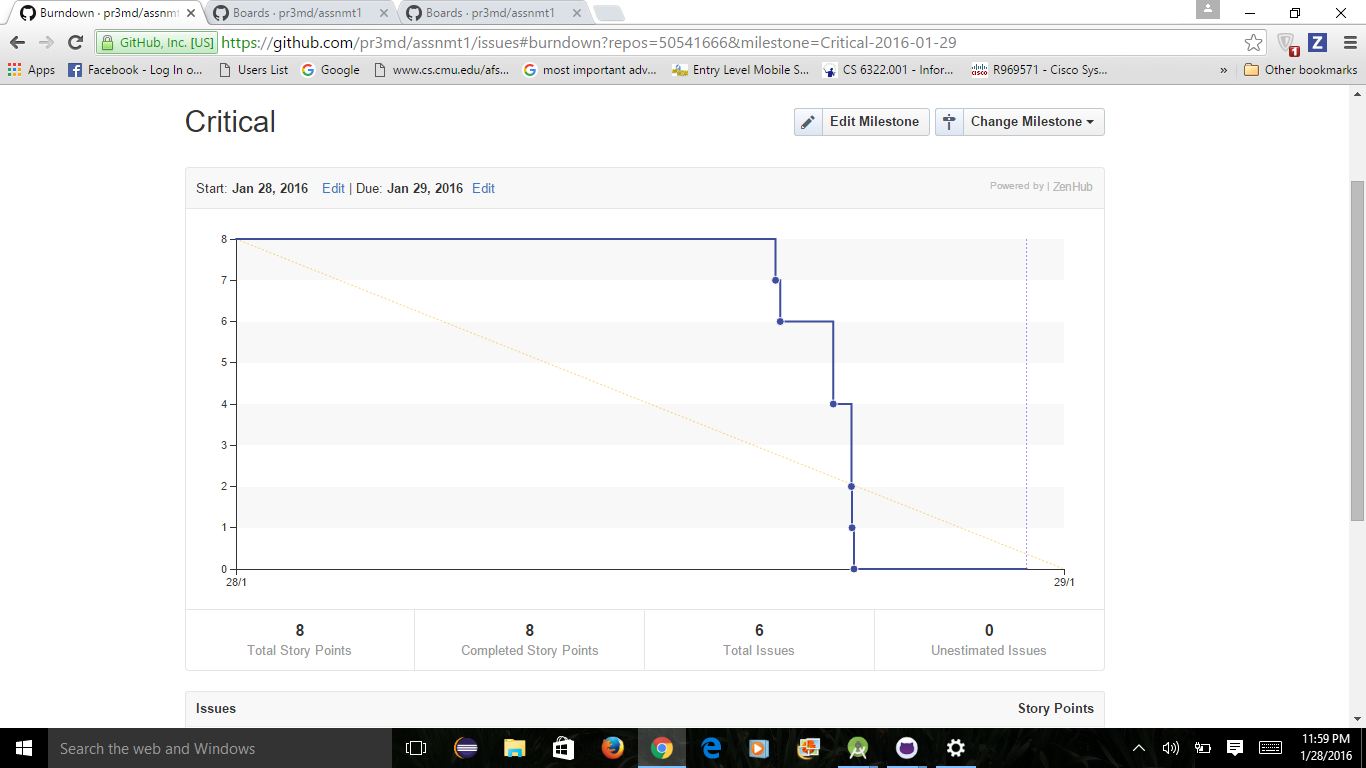 Burndown · pr3md/assnmt
Boards · pr3md/assnmt1
Boards · pr3md/assnmt1
GitHub, Inc. [US]
https://github.com/pr3md/assnmt1/issues#burndown?repos=50541666&milestone=Critical-2016-01-29
1
Z
Apps
Facebook - Log In o...
Users List
Google
www.cs.cmu.edu/afs...
most important adv...
Entry Level Mobile S...
CS 6322.001 - Infor...
R969571 - Cisco Sys...
»
Other bookmarks
Critical
Edit Milestone
Change Milestone
Start: Jan 28, 2016 Edit | Due: Jan 29, 2016 Edit
Powered by | ZenHub
8
7
6
5
4
3
2
1
0
28/1 29/1
8 8 6 0
Total Story Points Completed Story Points Total Issues Unestimated Issues
Issues Story Points
Search the web and Windows
11:59 PM
1/28/2016